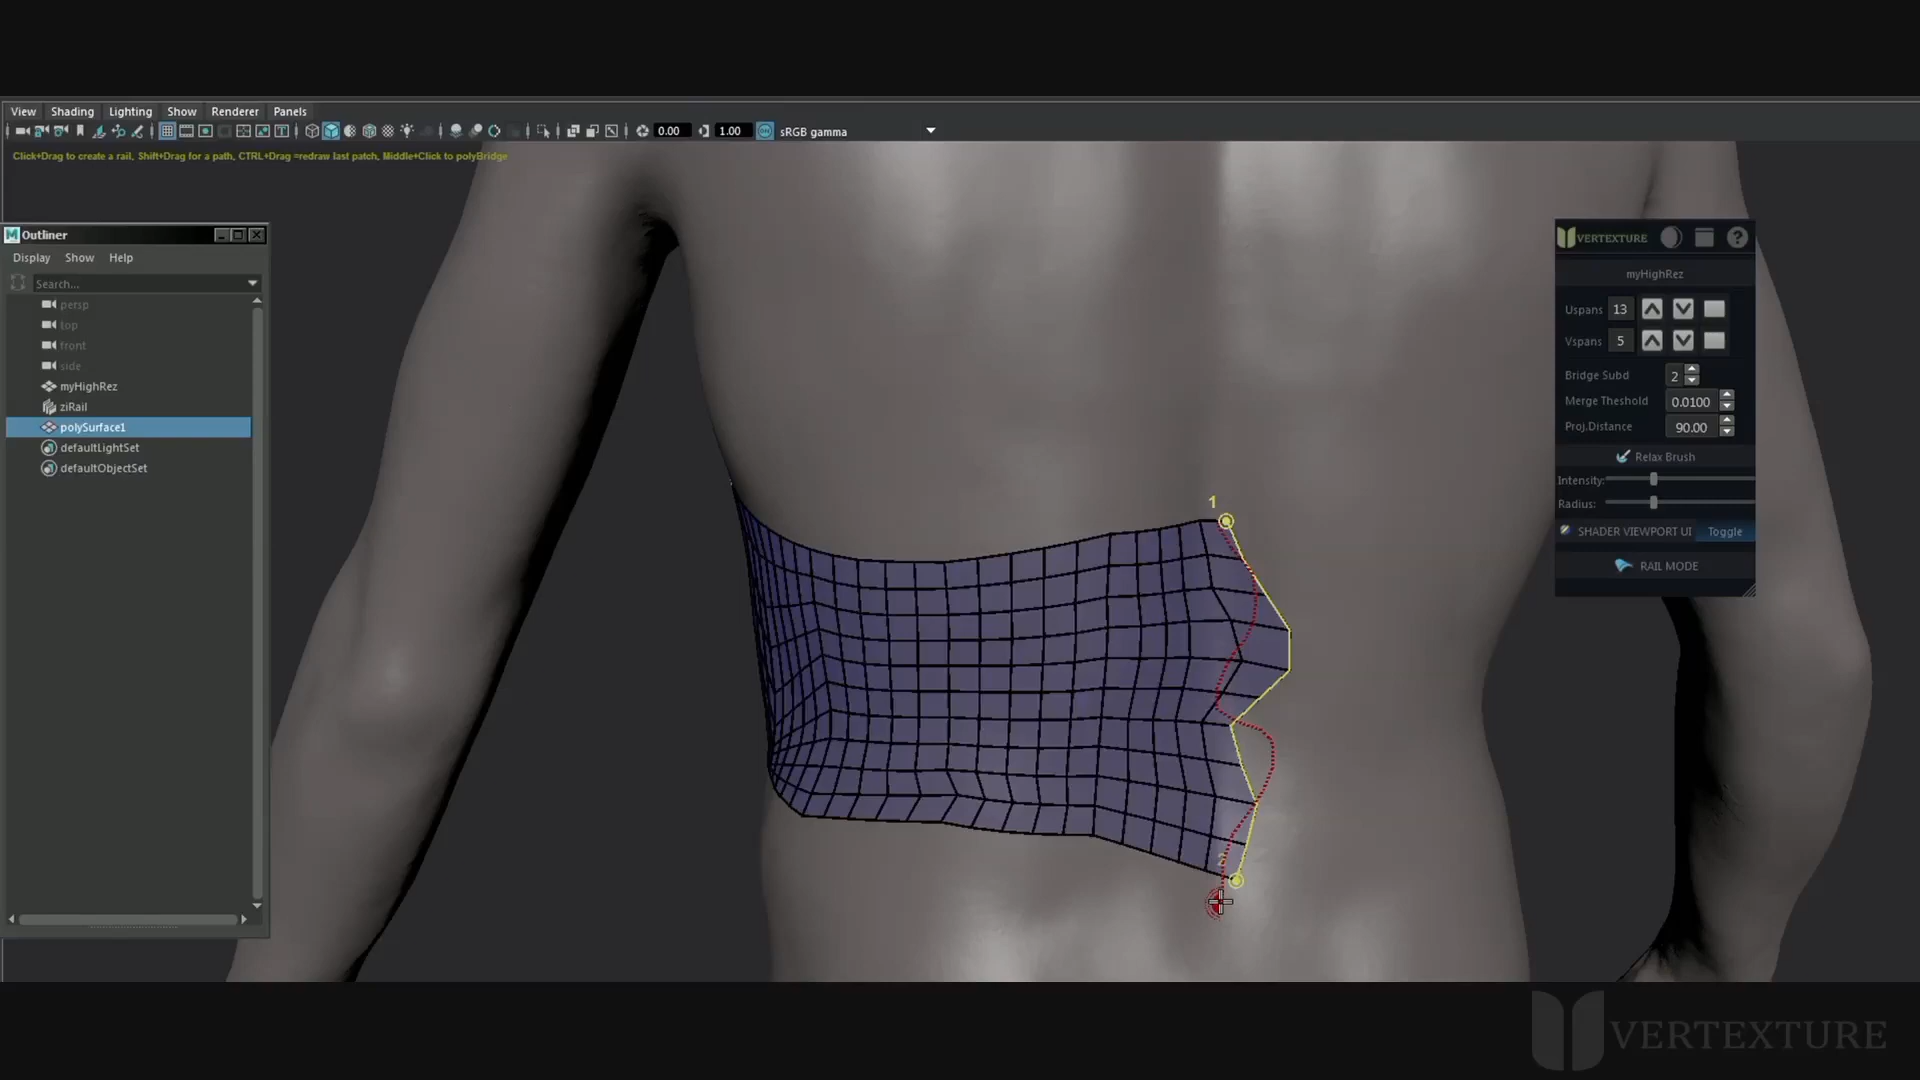 View Shading Lighting Show Renderer Panels
0.00 1.00 sRGB gamma
Click+Drag to create a rail, Shift+Drag for a path, CTRL+Drag =redraw last patch, Middle+Click to polyBridge
Outliner
Display Show Help
Search...
persp
top
front
side
myHighRez
ziRail
polySurface1
defaultLightSet
defaultObjectSet
1
2
VERTEXTURE
myHighRez
Uspans 13
Vspans 5
Bridge Subd 2
Merge Theshold 0.0100
Proj.Distance 90.00
Relax Brush
Intensity:
Radius:
SHADER VIEWPORT UI Toggle
RAIL MODE
VERTEXTURE